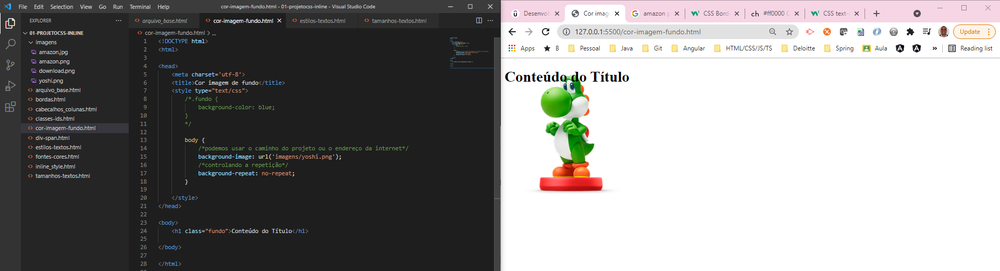 File Edit Selection View Go Run Terminal Help
cor-imagem-fundo.html - 01-projetocss-inline - Visual Studio Code
EXPLORER
01-PROJETOCSS-INLINE
imagens
amazon.jpg
amazon.png
download.png
yoshi.png
arquivo_base.html
bordas.html
cabecalhos_colunas.html
classes-ids.html
cor-imagem-fundo.html
div-span.html
estilos-textos.html
fontes-cores.html
inline_style.html
tamanhos-textos.html
arquivo_base.html cor-imagem-fundo.html estilos-textos.html tamanhos-textos.html
cor-imagem-fundo.html > ...
1 <!DOCTYPE html>
2 <html>
3
4 <head>
5 <meta charset='utf-8'>
6 <title>Cor imagem de fundo</title>
7 <style type="text/css">
8 /*.fundo {
9 background-color: blue;
10 }
11 */
12
13 body {
14 /*podemos usar o caminho do projeto ou o endereço da internet*/
15 background-image: url('imagens/yoshi.png');
16 /*controlando a repetição*/
17 background-repeat: no-repeat;
18 }
19
20 </style>
21 </head>
22
23 <body>
24 <h1 class="fundo">Conteúdo do Título</h1>
25
26 </body>
27
28 </html>
Desenvol Cor imag amazon p CSS Bord #ff0000 C CSS text-
127.0.0.1:5500/cor-imagem-fundo.html
Update
Apps B Pessoal Java Git Angular HTML/CSS/JS/TS Deloitte Spring Aula » Reading list
Conteúdo do Título